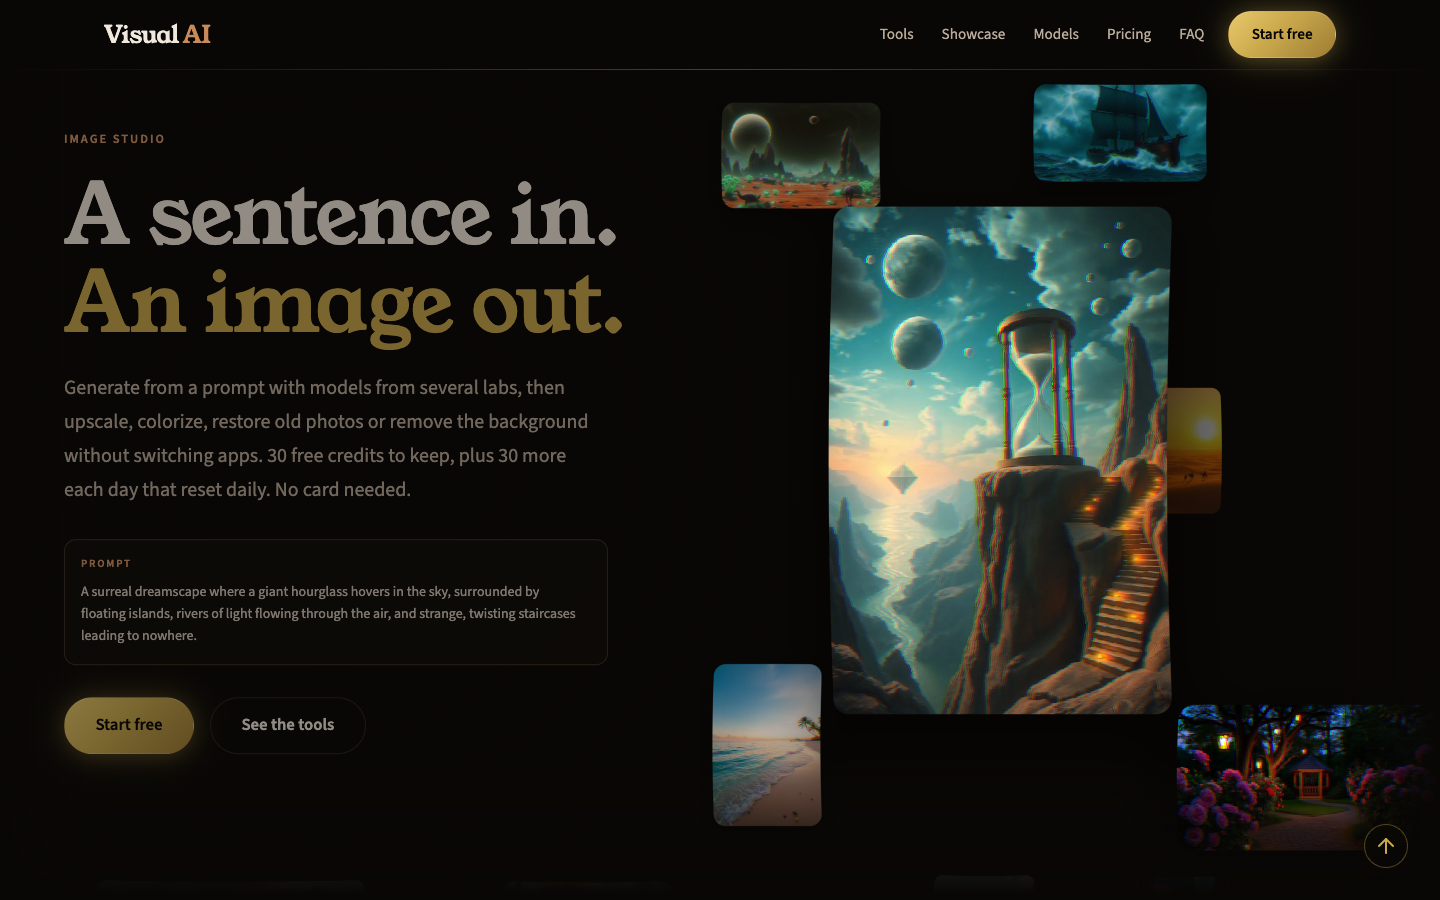 Visual AI
Tools
Showcase
Models
Pricing
FAQ
Start free
IMAGE STUDIO
A sentence in.
An image out.
Generate from a prompt with models from several labs, then
upscale, colorize, restore old photos or remove the background
without switching apps. 30 free credits to keep, plus 30 more
each day that reset daily. No card needed.
PROMPT
A surreal dreamscape where a giant hourglass hovers in the sky, surrounded by
floating islands, rivers of light flowing through the air, and strange, twisting staircases
leading to nowhere.
Start free
See the tools